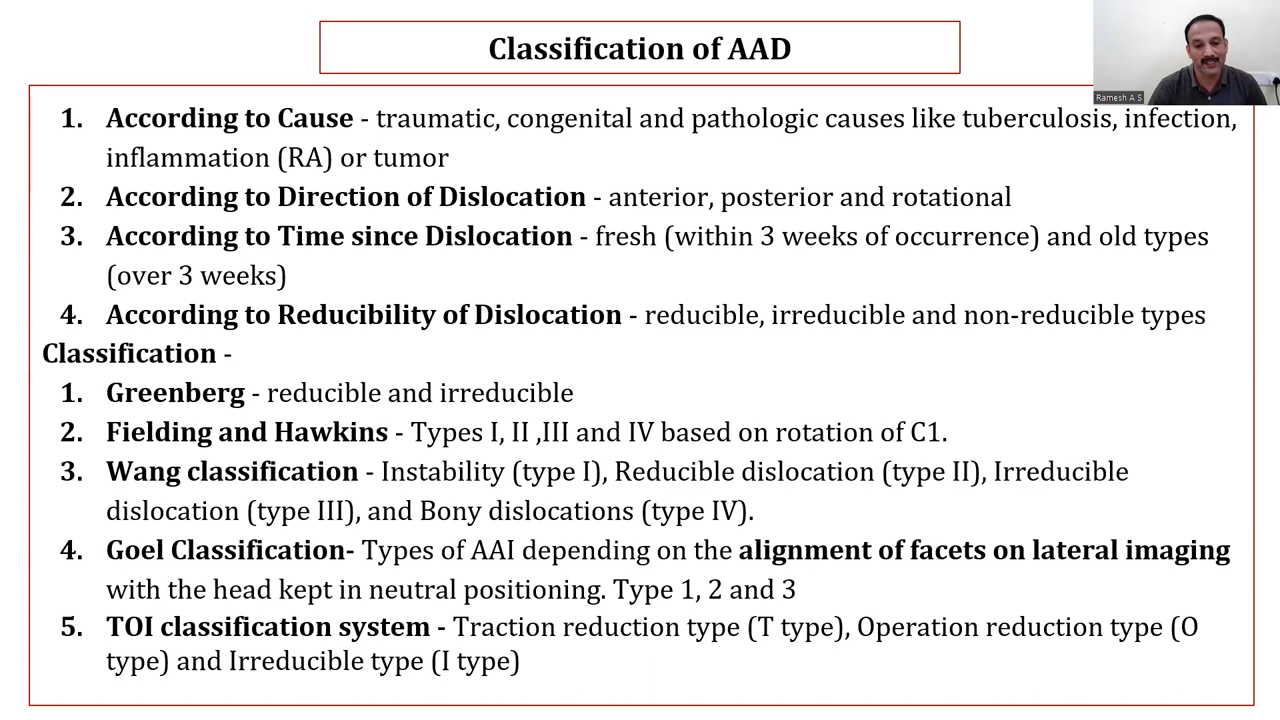 Classification of AAD
Ramesh A S
1. According to Cause - traumatic, congenital and pathologic causes like tuberculosis, infection,
inflammation (RA) or tumor
2. According to Direction of Dislocation - anterior, posterior and rotational
3. According to Time since Dislocation - fresh (within 3 weeks of occurrence) and old types
(over 3 weeks)
4. According to Reducibility of Dislocation - reducible, irreducible and non-reducible types
Classification -
1. Greenberg - reducible and irreducible
2. Fielding and Hawkins - Types I, II ,III and IV based on rotation of C1.
3. Wang classification - Instability (type I), Reducible dislocation (type II), Irreducible
dislocation (type III), and Bony dislocations (type IV).
4. Goel Classification- Types of AAI depending on the alignment of facets on lateral imaging
with the head kept in neutral positioning. Type 1, 2 and 3
5. TOI classification system - Traction reduction type (T type), Operation reduction type (O
type) and Irreducible type (I type)